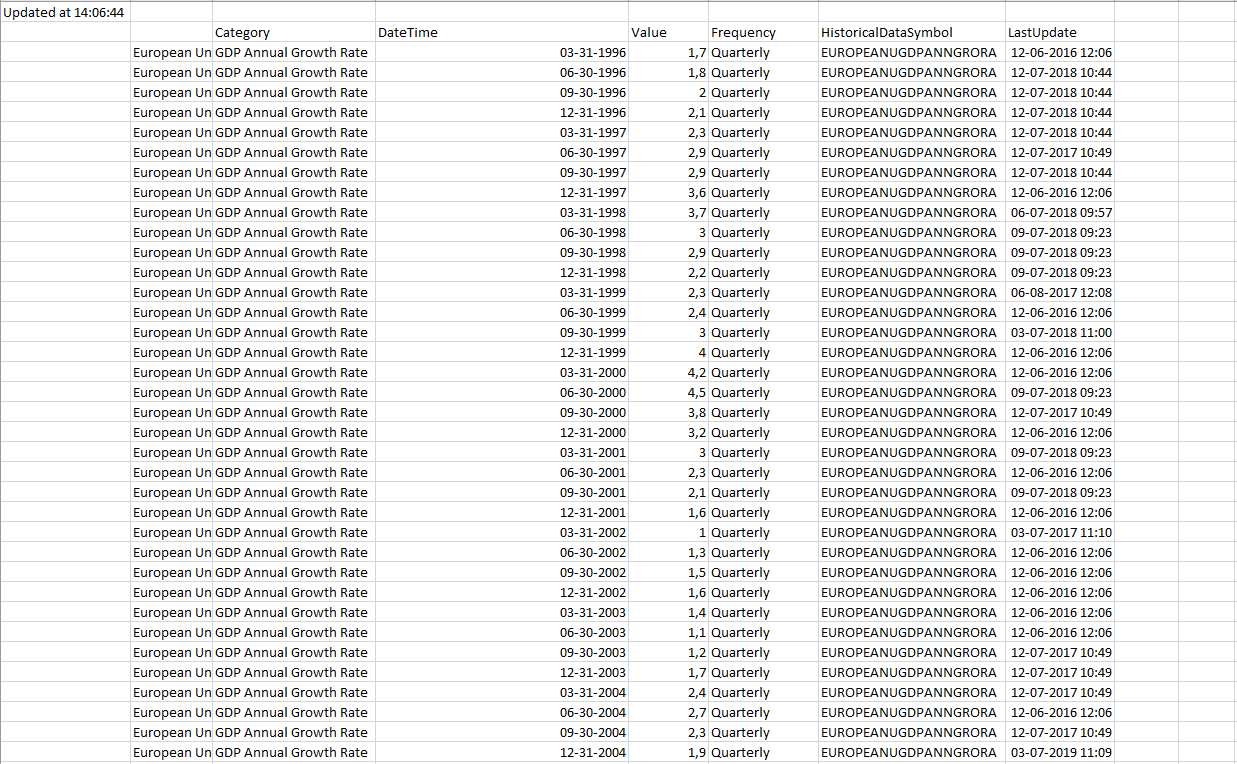 Updated at 14:06:44
Category DateTime Value Frequency HistoricalDataSymbol LastUpdate
European Un GDP Annual Growth Rate 03-31-1996 1,7 Quarterly EUROPEANUGDPANNGRORA 12-06-2016 12:06
European Un GDP Annual Growth Rate 06-30-1996 1,8 Quarterly EUROPEANUGDPANNGRORA 12-07-2018 10:44
European Un GDP Annual Growth Rate 09-30-1996 2 Quarterly EUROPEANUGDPANNGRORA 12-07-2018 10:44
European Un GDP Annual Growth Rate 12-31-1996 2,1 Quarterly EUROPEANUGDPANNGRORA 12-07-2018 10:44
European Un GDP Annual Growth Rate 03-31-1997 2,3 Quarterly EUROPEANUGDPANNGRORA 12-07-2018 10:44
European Un GDP Annual Growth Rate 06-30-1997 2,9 Quarterly EUROPEANUGDPANNGRORA 12-07-2017 10:49
European Un GDP Annual Growth Rate 09-30-1997 2,9 Quarterly EUROPEANUGDPANNGRORA 12-07-2018 10:44
European Un GDP Annual Growth Rate 12-31-1997 3,6 Quarterly EUROPEANUGDPANNGRORA 12-06-2016 12:06
European Un GDP Annual Growth Rate 03-31-1998 3,7 Quarterly EUROPEANUGDPANNGRORA 06-07-2018 09:57
European Un GDP Annual Growth Rate 06-30-1998 3 Quarterly EUROPEANUGDPANNGRORA 09-07-2018 09:23
European Un GDP Annual Growth Rate 09-30-1998 2,9 Quarterly EUROPEANUGDPANNGRORA 09-07-2018 09:23
European Un GDP Annual Growth Rate 12-31-1998 2,2 Quarterly EUROPEANUGDPANNGRORA 09-07-2018 09:23
European Un GDP Annual Growth Rate 03-31-1999 2,3 Quarterly EUROPEANUGDPANNGRORA 06-08-2017 12:08
European Un GDP Annual Growth Rate 06-30-1999 2,4 Quarterly EUROPEANUGDPANNGRORA 12-06-2016 12:06
European Un GDP Annual Growth Rate 09-30-1999 3 Quarterly EUROPEANUGDPANNGRORA 03-07-2018 11:00
European Un GDP Annual Growth Rate 12-31-1999 4 Quarterly EUROPEANUGDPANNGRORA 12-06-2016 12:06
European Un GDP Annual Growth Rate 03-31-2000 4,2 Quarterly EUROPEANUGDPANNGRORA 12-06-2016 12:06
European Un GDP Annual Growth Rate 06-30-2000 4,5 Quarterly EUROPEANUGDPANNGRORA 09-07-2018 09:23
European Un GDP Annual Growth Rate 09-30-2000 3,8 Quarterly EUROPEANUGDPANNGRORA 12-07-2017 10:49
European Un GDP Annual Growth Rate 12-31-2000 3,2 Quarterly EUROPEANUGDPANNGRORA 12-06-2016 12:06
European Un GDP Annual Growth Rate 03-31-2001 3 Quarterly EUROPEANUGDPANNGRORA 09-07-2018 09:23
European Un GDP Annual Growth Rate 06-30-2001 2,3 Quarterly EUROPEANUGDPANNGRORA 12-06-2016 12:06
European Un GDP Annual Growth Rate 09-30-2001 2,1 Quarterly EUROPEANUGDPANNGRORA 09-07-2018 09:23
European Un GDP Annual Growth Rate 12-31-2001 1,6 Quarterly EUROPEANUGDPANNGRORA 12-06-2016 12:06
European Un GDP Annual Growth Rate 03-31-2002 1 Quarterly EUROPEANUGDPANNGRORA 03-07-2017 11:10
European Un GDP Annual Growth Rate 06-30-2002 1,3 Quarterly EUROPEANUGDPANNGRORA 12-06-2016 12:06
European Un GDP Annual Growth Rate 09-30-2002 1,5 Quarterly EUROPEANUGDPANNGRORA 12-06-2016 12:06
European Un GDP Annual Growth Rate 12-31-2002 1,6 Quarterly EUROPEANUGDPANNGRORA 12-06-2016 12:06
European Un GDP Annual Growth Rate 03-31-2003 1,4 Quarterly EUROPEANUGDPANNGRORA 12-06-2016 12:06
European Un GDP Annual Growth Rate 06-30-2003 1,1 Quarterly EUROPEANUGDPANNGRORA 12-06-2016 12:06
European Un GDP Annual Growth Rate 09-30-2003 1,2 Quarterly EUROPEANUGDPANNGRORA 12-07-2017 10:49
European Un GDP Annual Growth Rate 12-31-2003 1,7 Quarterly EUROPEANUGDPANNGRORA 12-07-2017 10:49
European Un GDP Annual Growth Rate 03-31-2004 2,4 Quarterly EUROPEANUGDPANNGRORA 12-07-2017 10:49
European Un GDP Annual Growth Rate 06-30-2004 2,7 Quarterly EUROPEANUGDPANNGRORA 12-06-2016 12:06
European Un GDP Annual Growth Rate 09-30-2004 2,3 Quarterly EUROPEANUGDPANNGRORA 12-07-2017 10:49
European Un GDP Annual Growth Rate 12-31-2004 1,9 Quarterly EUROPEANUGDPANNGRORA 03-07-2019 11:09